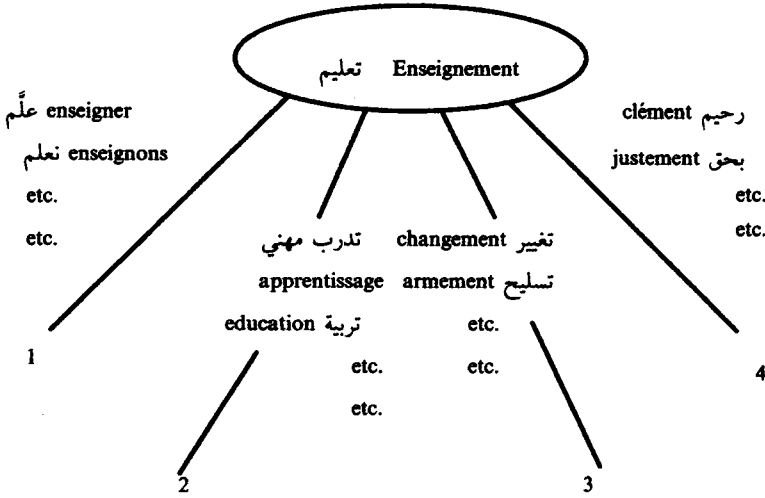 تعليم Enseignement
علَّم enseigner
نعلم enseignons
etc.
etc.
clément رحيم
justement بحق
etc.
etc.
تدرب مهني
apprentissage
education تربية
etc.
etc.
changement تغيير
armement تسليح
etc.
etc.
1
2
3
4